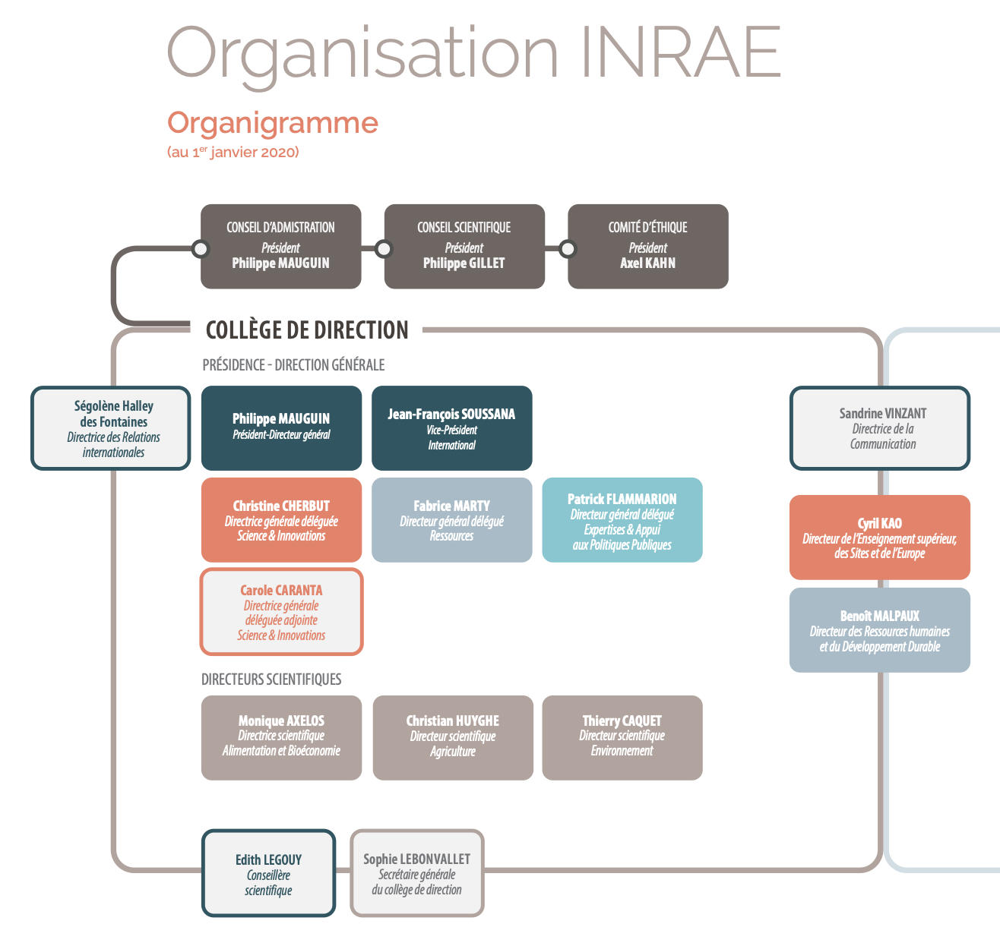 Organisation INRAE
Organigramme
(au 1er janvier 2020)
CONSEIL D'ADMISTRATION
Président
Philippe MAUGUIN
CONSEIL SCIENTIFIQUE
Président
Philippe GILLET
COMITÉ D'ÉTHIQUE
Président
Axel KAHN
COLLÈGE DE DIRECTION
PRÉSIDENCE - DIRECTION GÉNÉRALE
Ségolène Halley
des Fontaines
Directrice des Relations
internationales
Philippe MAUGUIN
Président-Directeur général
Jean-François SOUSSANA
Vice-Président
International
Sandrine VINZANT
Directrice de la
Communication
Christine CHERBUT
Directrice générale déléguée
Science & Innovations
Fabrice MARTY
Directeur général délégué
Ressources
Patrick FLAMMARION
Directeur général délégué
Expertises & Appui
aux Politiques Publiques
Cyril KAO
Directeur de l'Enseignement supérieur,
des Sites et de l'Europe
Carole CARANTA
Directrice générale
déléguée adjointe
Science & Innovations
Benoît MALPAUX
Directeur des Ressources humaines
et du Développement Durable
DIRECTEURS SCIENTIFIQUES
Monique AXELOS
Directrice scientifique
Alimentation et Bioéconomie
Christian HUYGHE
Directeur scientifique
Agriculture
Thierry CAQUET
Directeur scientifique
Environnement
Edith LEGOUY
Conseillère
scientifique
Sophie LEBONVALLET
Secrétaire générale
du collège de direction